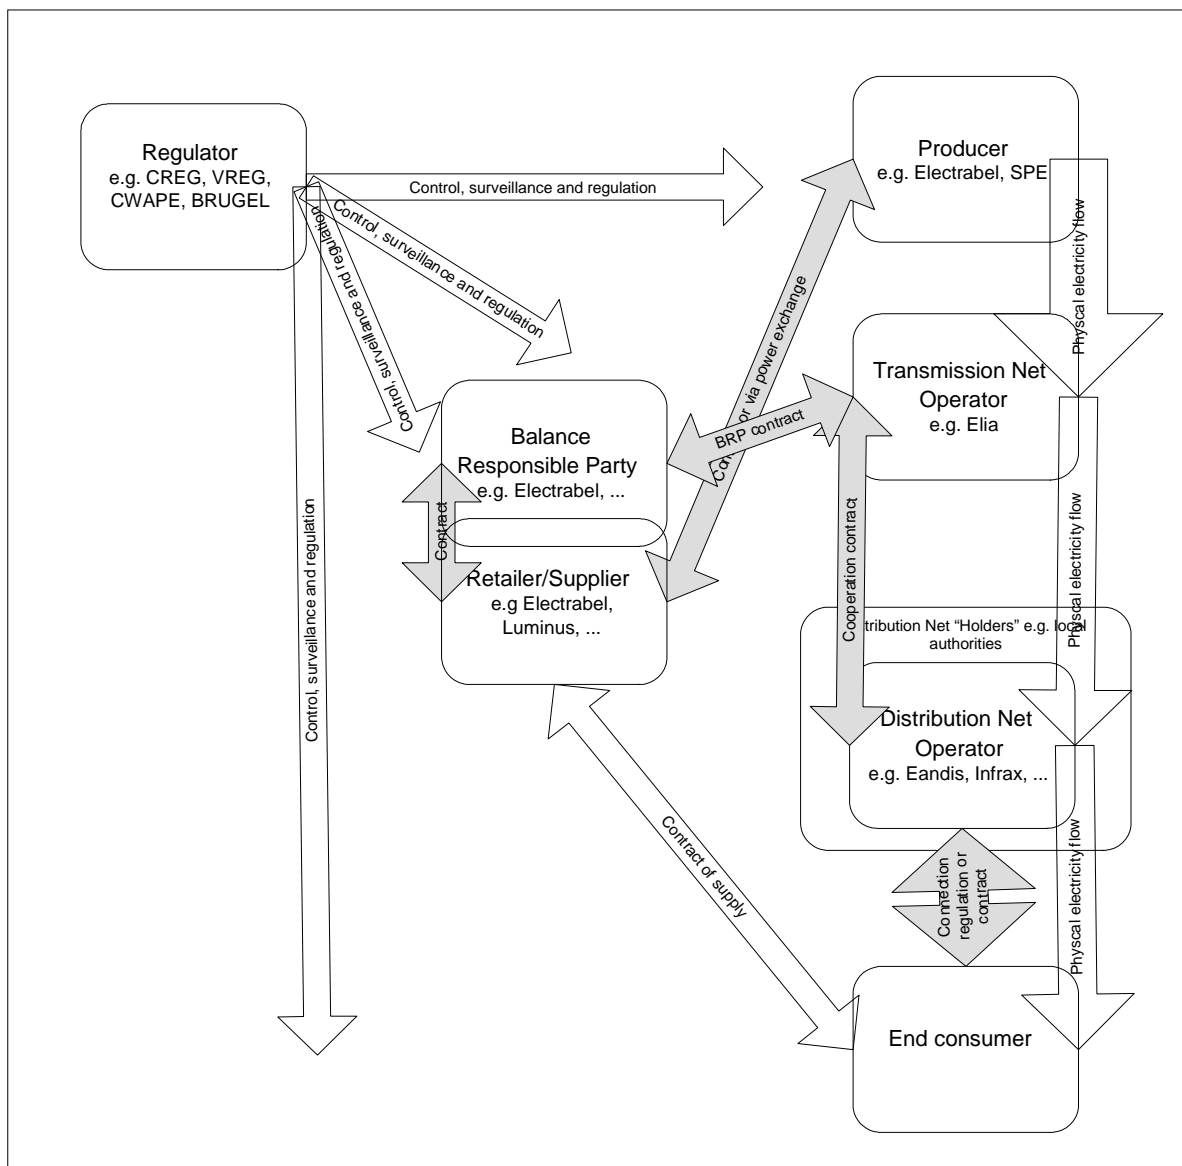 Regulator
e.g. CREG, VREG,
CWAPE, BRUGEL
Control, surveillance and regulation
Control, surveillance and regulation
Control, surveillance and regulation
Control, surveillance and regulation
Producer
e.g. Electrabel, SPE
Physcal electricity flow
or via power exchange
Transmission Net
Operator
e.g. Elia
BRP contract
Balance
Responsible Party
e.g. Electrabel, ...
Contract
Retailer/Supplier
e.g Electrabel,
Luminus, ...
Cooperation contract
Physcal electricity flow
tribution Net “Holders” e.g. local
authorities
Distribution Net
Operator
e.g. Eandis, Infrax, ...
Contract of supply
Connection
regulation or
contract
Physcal electricity flow
End consumer